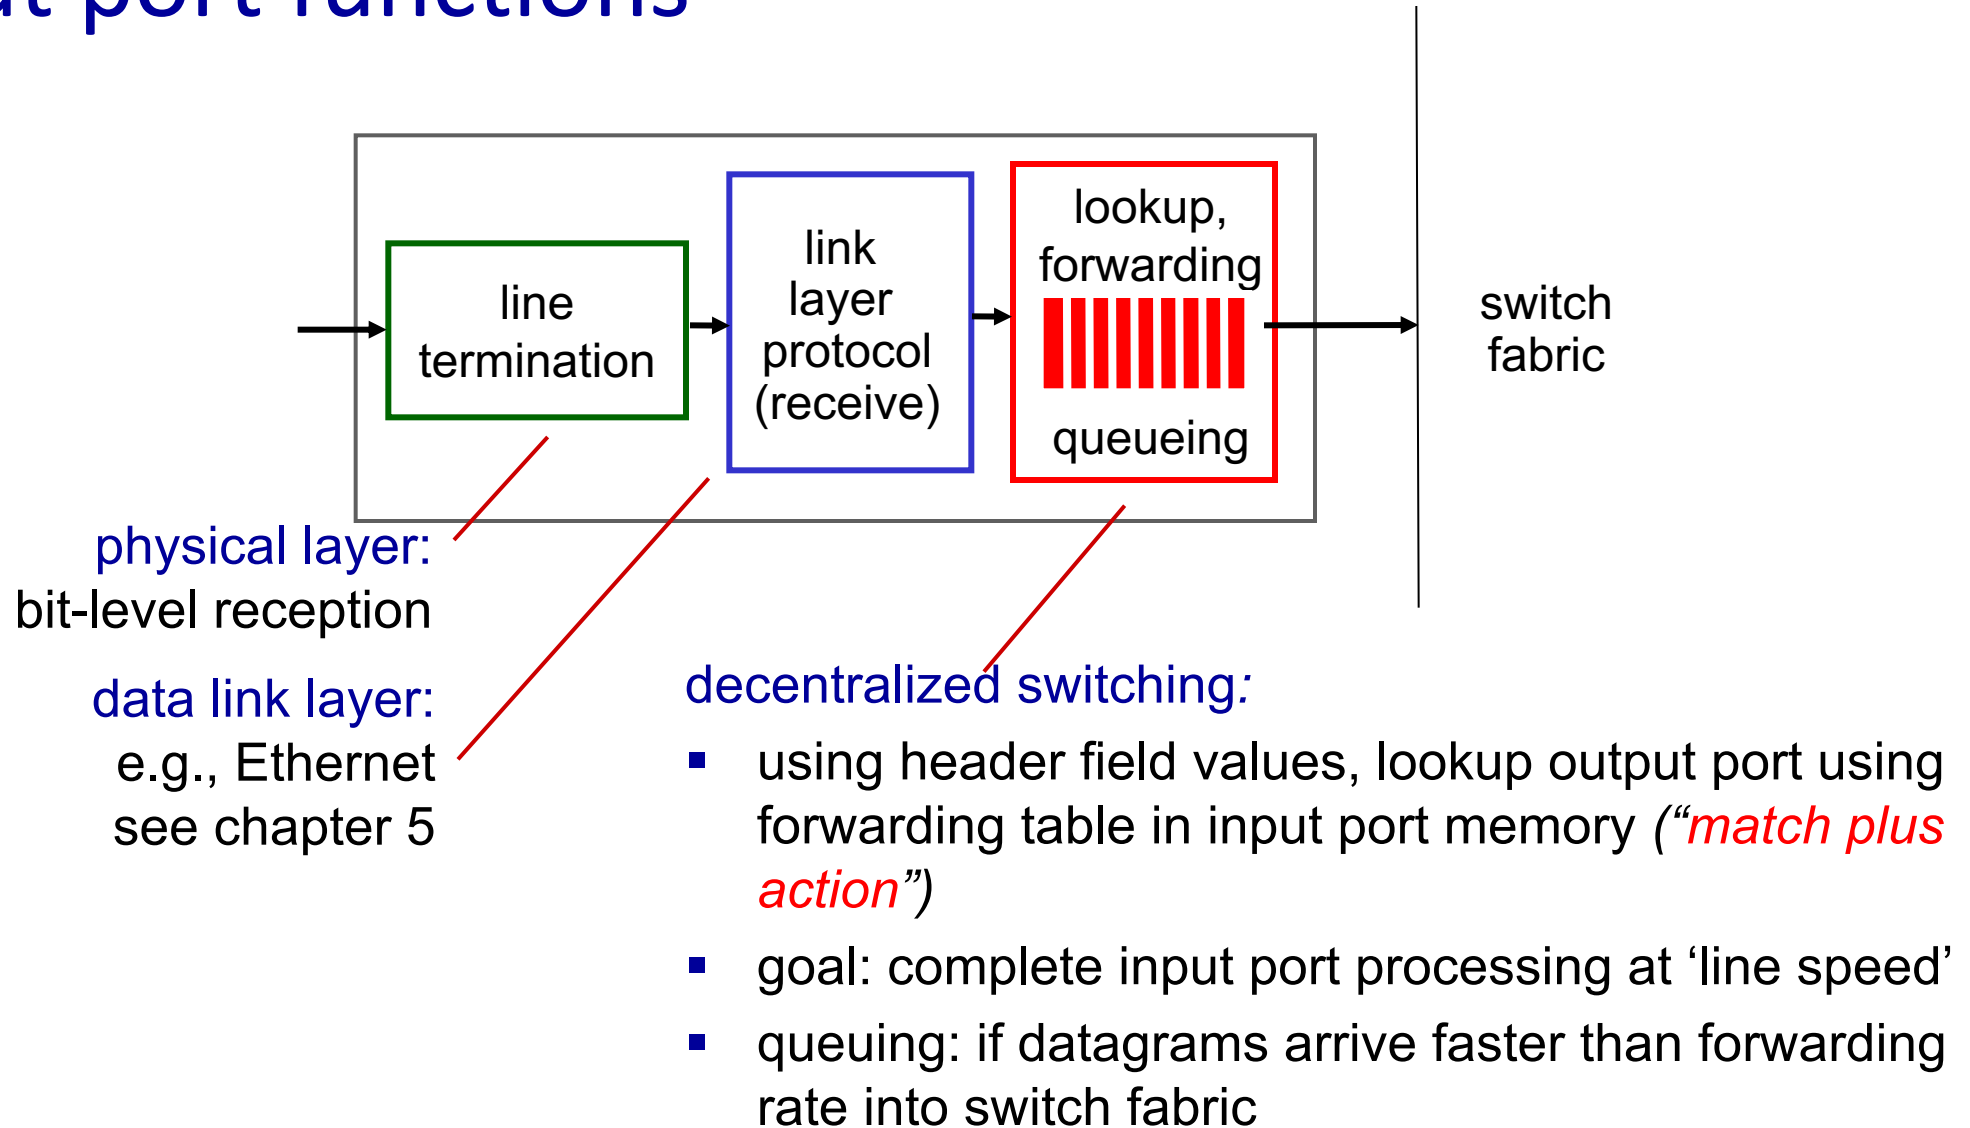 port functions
line
termination
link
layer
protocol
(receive)
lookup,
forwarding
queueing
switch
fabric
physical layer:
bit-level reception
data link layer:
e.g., Ethernet
see chapter 5
decentralized switching:
▪ using header field values, lookup output port using
forwarding table in input port memory (“match plus
action”)
▪ goal: complete input port processing at ‘line speed’
▪ queuing: if datagrams arrive faster than forwarding
rate into switch fabric